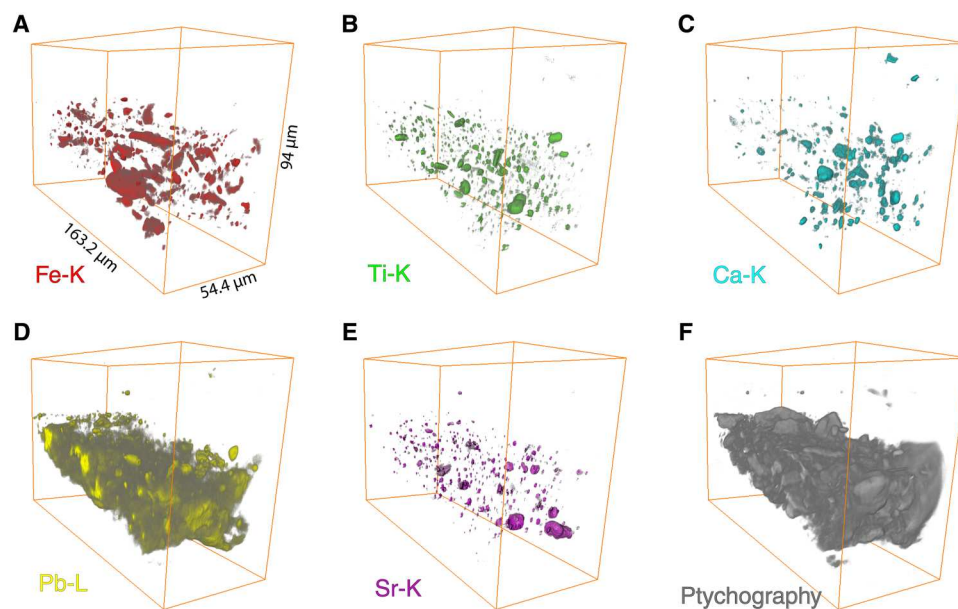 A
B
C
94 μm
163.2 μm
54.4 μm
Fe-K
Ti-K
Ca-K
D
E
F
Pb-L
Sr-K
Ptychography